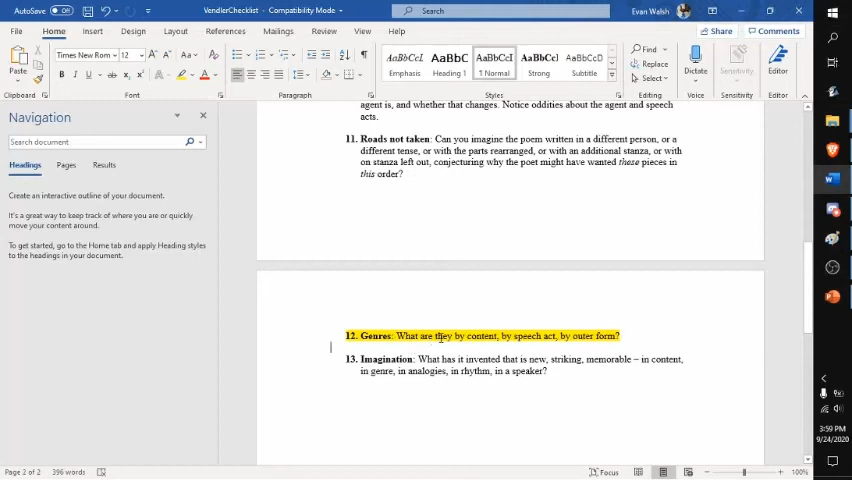 AutoSave Off VendlerChecklist - Compatibility Mode Search Evan Walsh
File Home Insert Design Layout References Mailings Review View Help Share Comments
Paste Times New Rom 12 A A Aa AaBbCcI AaBbC AaBbCcI AaBbCcl AaBbCcDd Find Replace Select Dictate Sensitivity Editor
B I U ab x x A A A Emphasis Heading 1 1 Normal Strong Subtitle
Clipboard Font Paragraph Styles Editing Voice Sensitivity Editor
Navigation
Search document
Headings Pages Results
Create an interactive outline of your document.
It's a great way to keep track of where you are or quickly
move your content around.
To get started, go to the Home tab and apply Heading styles
to the headings in your document.
agent is, and whether that changes. Notice oddities about the agent and speech
acts.
11. Roads not taken: Can you imagine the poem written in a different person, or a
different tense, or with the parts rearranged, or with an additional stanza, or with
on stanza left out, conjecturing why the poet might have wanted these pieces in
this order?
12. Genres: What are they by content, by speech act, by outer form?
13. Imagination: What has it invented that is new, striking, memorable – in content,
in genre, in analogies, in rhythm, in a speaker?
3:59 PM
9/24/2020
Page 2 of 2 396 words Focus 100%